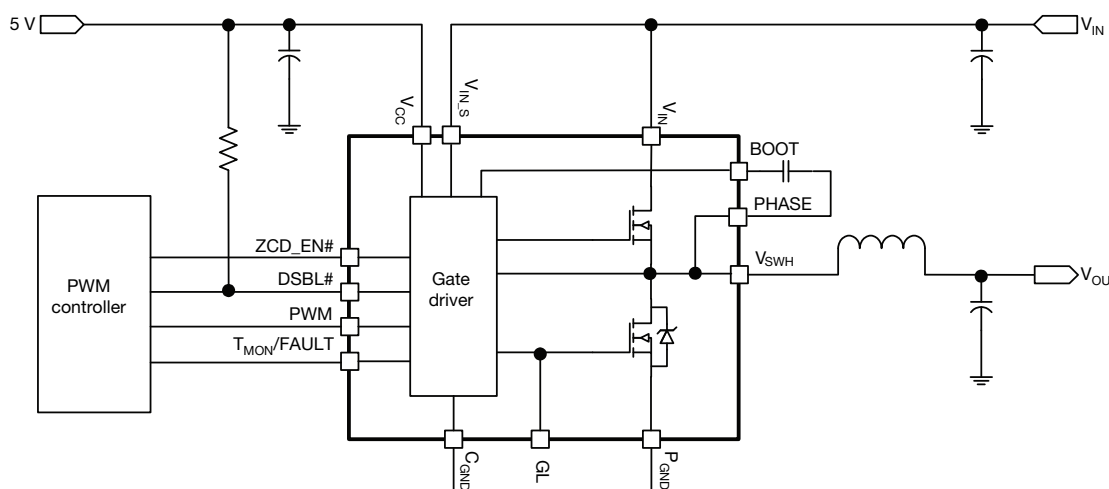 5 V
VIN
VCC
VIN_S
VIN
BOOT
PHASE
VSWH
VOU
PWM
controller
ZCD_EN#
DSBL#
PWM
TMON/FAULT
Gate
driver
CGND
GL
PGND